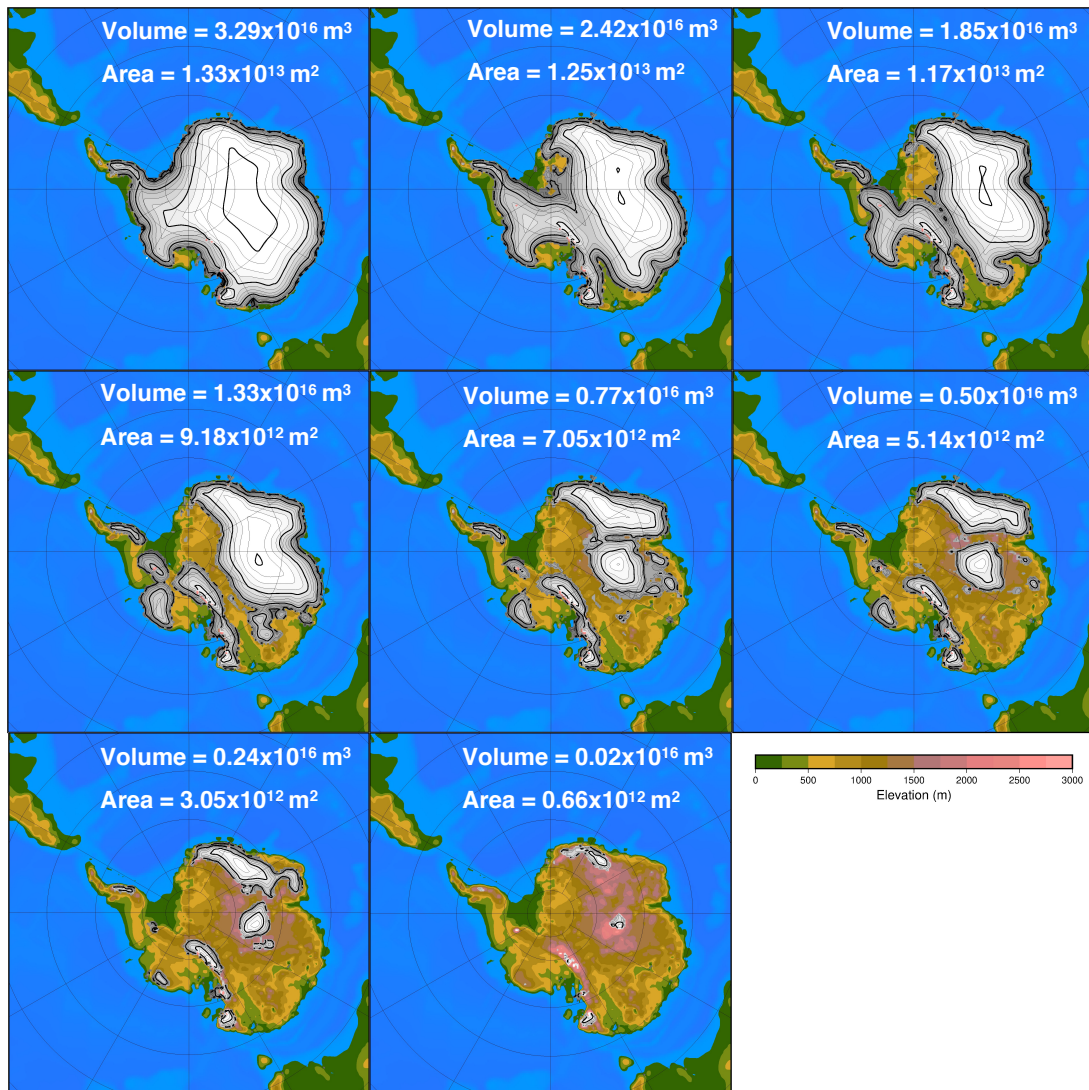 Volume = 3.29x10¹⁶ m³
Area = 1.33x10¹³ m²
Volume = 2.42x10¹⁶ m³
Area = 1.25x10¹³ m²
Volume = 1.85x10¹⁶ m³
Area = 1.17x10¹³ m²
Volume = 1.33x10¹⁶ m³
Area = 9.18x10¹² m²
Volume = 0.77x10¹⁶ m³
Area = 7.05x10¹² m²
Volume = 0.50x10¹⁶ m³
Area = 5.14x10¹² m²
Volume = 0.24x10¹⁶ m³
Area = 3.05x10¹² m²
Volume = 0.02x10¹⁶ m³
Area = 0.66x10¹² m²
0 500 1000 1500 2000 2500 3000
Elevation (m)